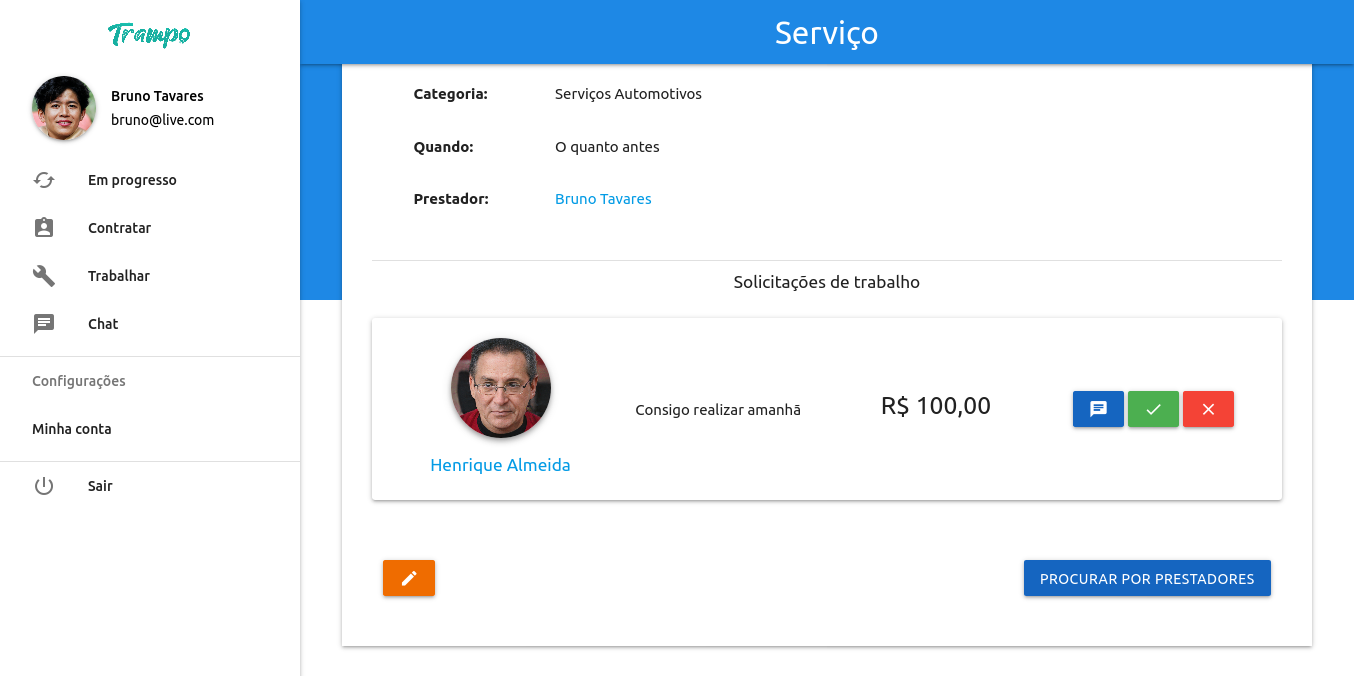 Trampo
Bruno Tavares
bruno@live.com
Em progresso
Contratar
Trabalhar
Chat
Configurações
Minha conta
Sair
Serviço
Categoria: Serviços Automotivos
Quando: O quanto antes
Prestador: Bruno Tavares
Solicitações de trabalho
Henrique Almeida
Consigo realizar amanhã
R$ 100,00
PROCURAR POR PRESTADORES